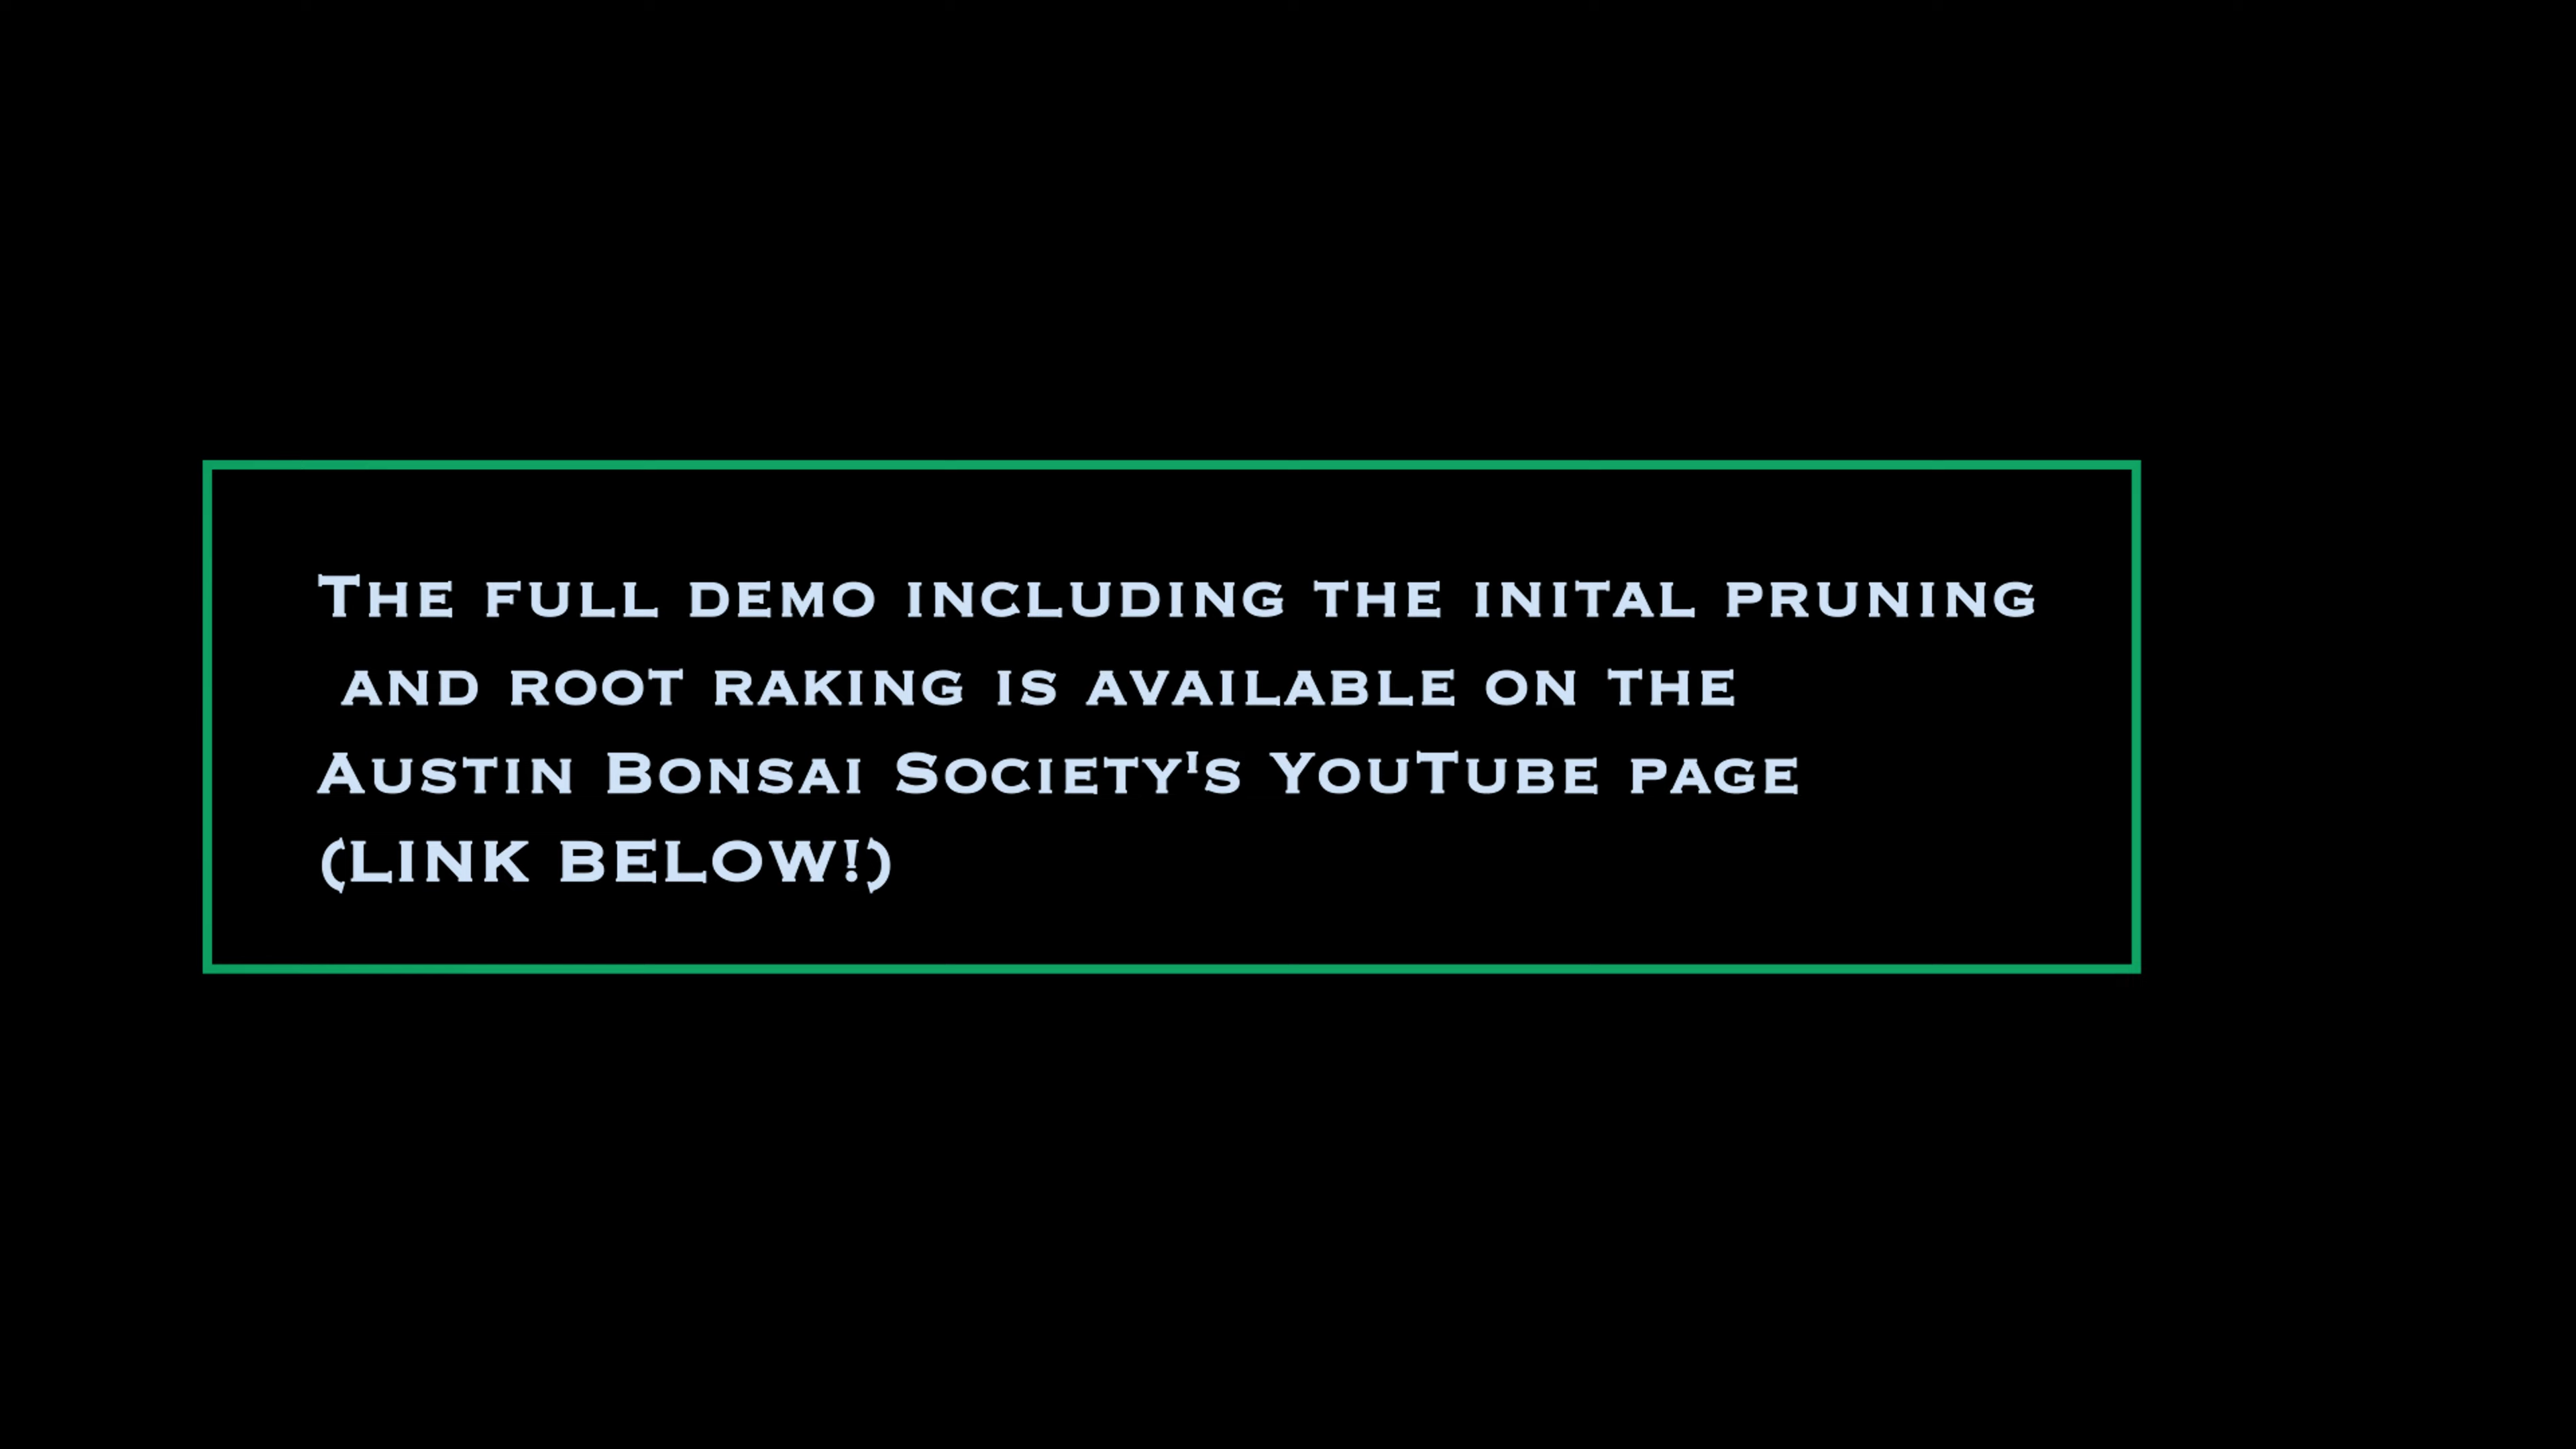 The full demo including the inital pruning
and root raking is available on the
Austin Bonsai Society's YouTube page
(LINK BELOW!)